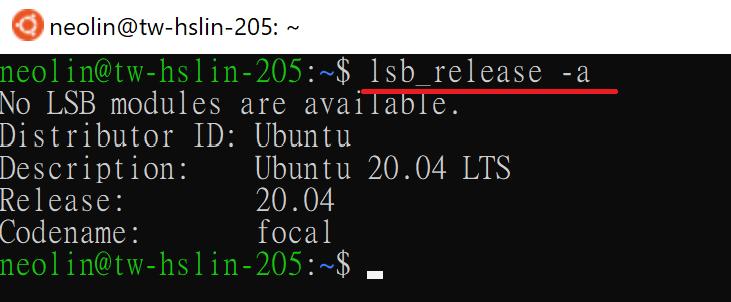 neolin@tw-hslin-205: ~
neolin@tw-hslin-205:~$ lsb_release -a
No LSB modules are available.
Distributor ID: Ubuntu
Description:    Ubuntu 20.04 LTS
Release:        20.04
Codename:       focal
neolin@tw-hslin-205:~$